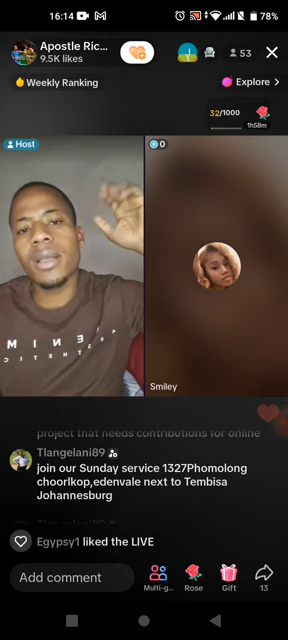 16:14
78%
Apostle Ric...
9.5K likes
53
Weekly Ranking
Explore >
32/1000
1h58m
Host
0
Smiley
project that needs contributions for online
Tlangelani89
join our Sunday service 1327Phomolong
choorlkop,edenvale next to Tembisa
Johannesburg
Egypsy1 liked the LIVE
Add comment
Multi-g...
Rose
Gift
13